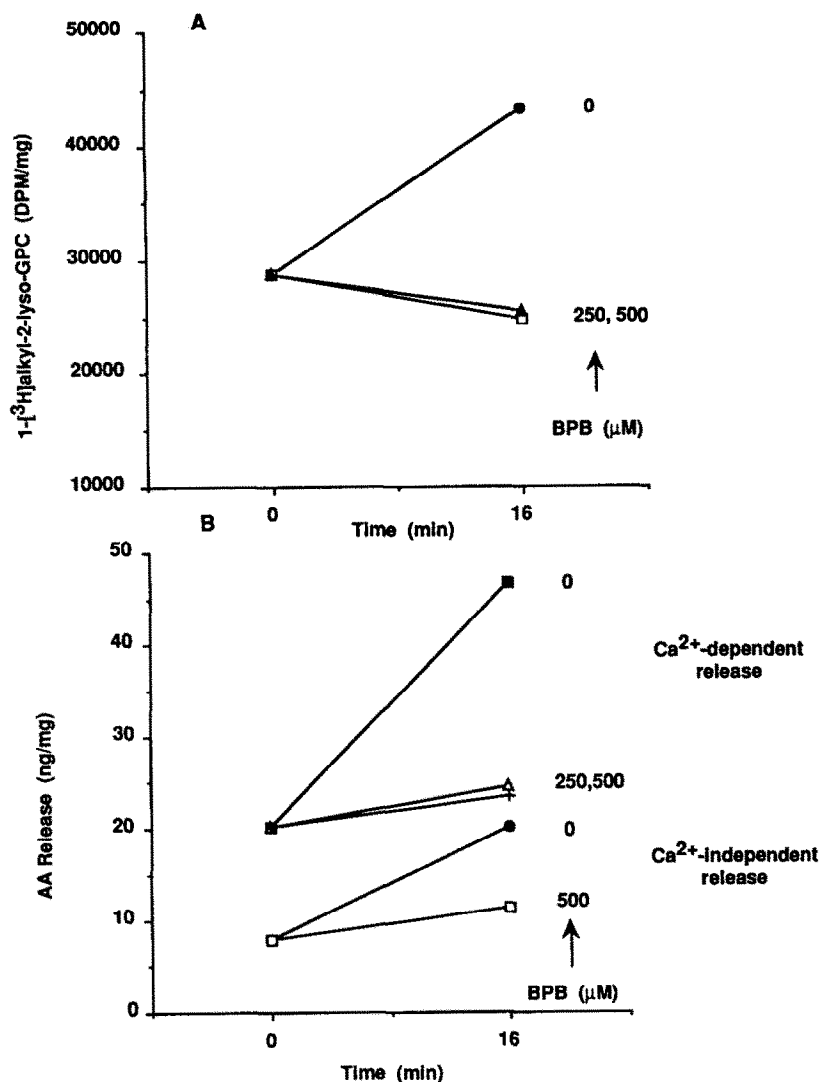 A
50000
40000
30000
20000
10000
1-[³H]alkyl-2-lyso-GPC (DPM/mg)
0
250, 500
BPB (μM)
0
16
Time (min)
B
50
40
30
20
10
0
AA Release (ng/mg)
0
Ca²⁺-dependent
release
250,500
0
Ca²⁺-independent
release
500
BPB (μM)
0
16
Time (min)